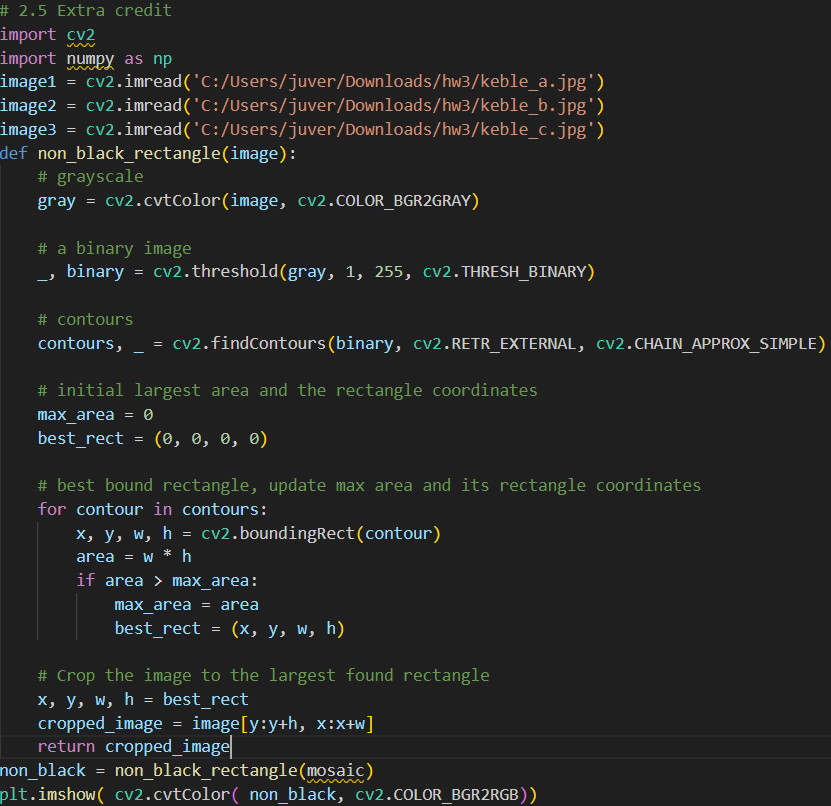 # 2.5 Extra credit
import cv2
import numpy as np
image1 = cv2.imread('C:/Users/juver/Downloads/hw3/keble_a.jpg')
image2 = cv2.imread('C:/Users/juver/Downloads/hw3/keble_b.jpg')
image3 = cv2.imread('C:/Users/juver/Downloads/hw3/keble_c.jpg')
def non_black_rectangle(image):
    # grayscale
    gray = cv2.cvtColor(image, cv2.COLOR_BGR2GRAY)
    # a binary image
    _, binary = cv2.threshold(gray, 1, 255, cv2.THRESH_BINARY)
    # contours
    contours, _ = cv2.findContours(binary, cv2.RETR_EXTERNAL, cv2.CHAIN_APPROX_SIMPLE)
    # initial largest area and the rectangle coordinates
    max_area = 0
    best_rect = (0, 0, 0, 0)
    # best bound rectangle, update max area and its rectangle coordinates
    for contour in contours:
        x, y, w, h = cv2.boundingRect(contour)
        area = w * h
        if area > max_area:
            max_area = area
            best_rect = (x, y, w, h)
    # Crop the image to the largest found rectangle
    x, y, w, h = best_rect
    cropped_image = image[y:y+h, x:x+w]
    return cropped_image
non_black = non_black_rectangle(mosaic)
plt.imshow( cv2.cvtColor( non_black, cv2.COLOR_BGR2RGB))